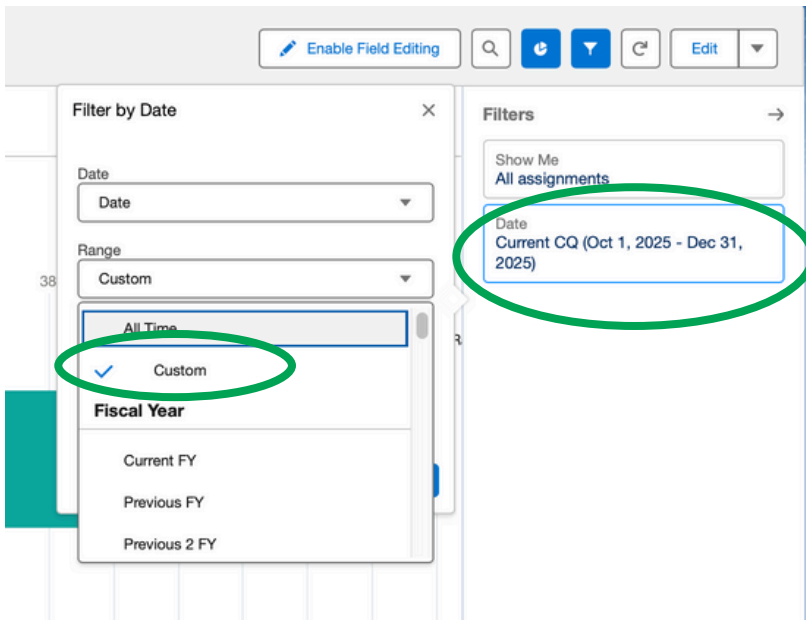 Enable Field Editing
Edit
Filter by Date
Filters
Date
Date
Range
Custom
All Time
Custom
Fiscal Year
Current FY
Previous FY
Previous 2 FY
Show Me
All assignments
Date
Current CQ (Oct 1, 2025 - Dec 31,
2025)
38
R